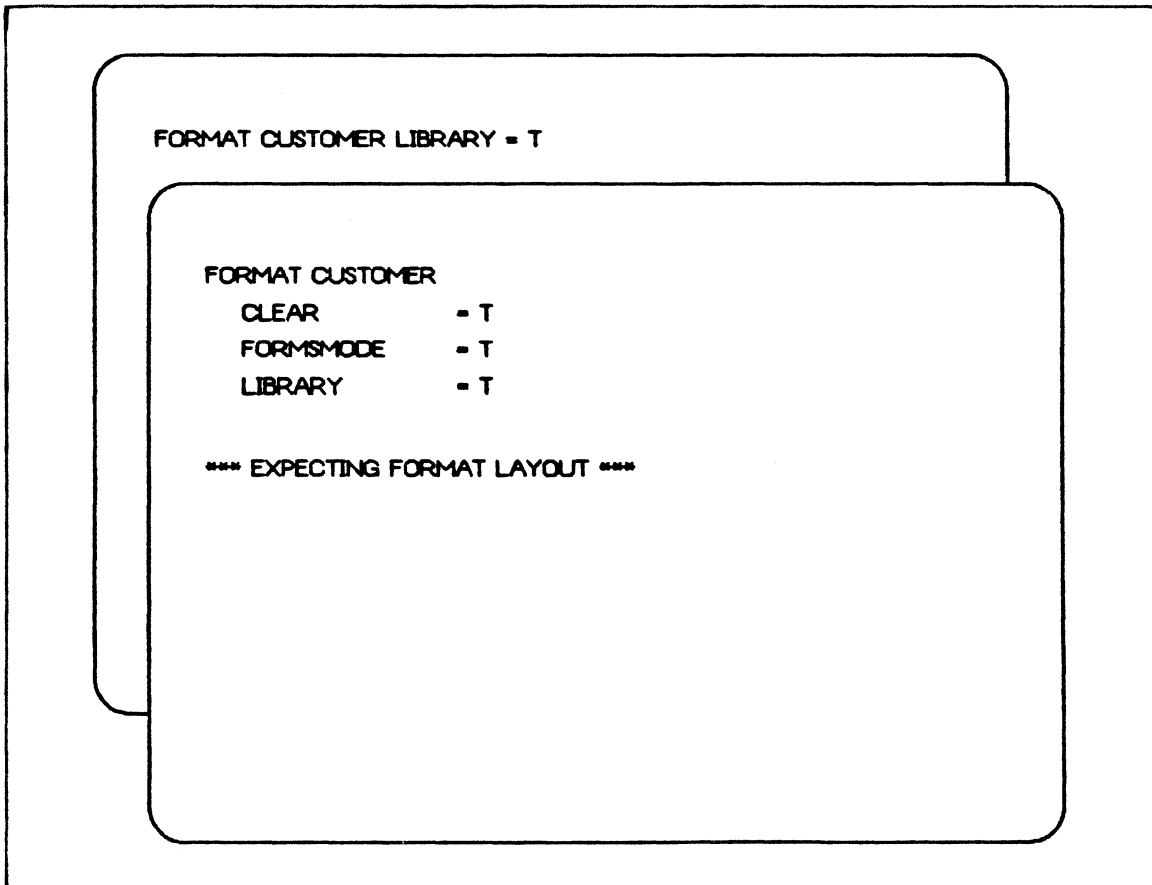 FORMAT CUSTOMER LIBRARY = T
FORMAT CUSTOMER
CLEAR = T
FORMSMODE = T
LIBRARY = T
*** EXPECTING FORMAT LAYOUT ***